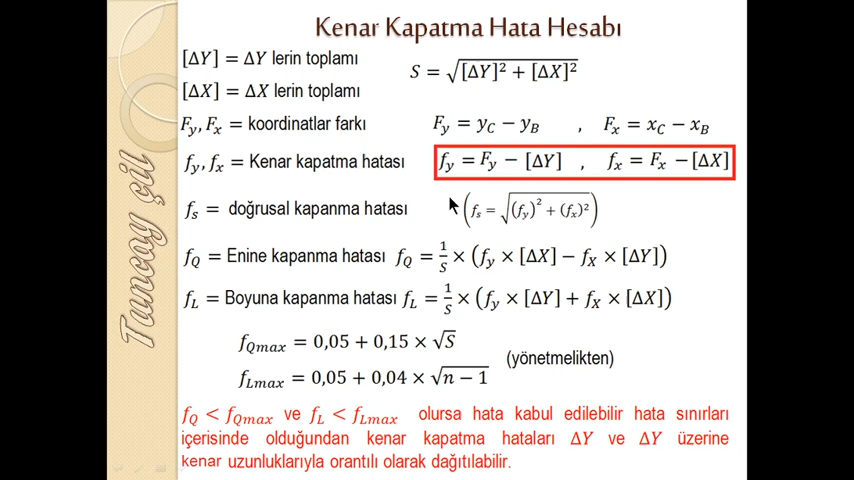 Kenar Kapatma Hata Hesabı
[ΔY] = ΔY lerin toplamı
S = √([ΔY]² + [ΔX]²)
[ΔX] = ΔX lerin toplamı
F_y, F_x = koordinatlar farkı F_y = y_C − y_B , F_x = x_C − x_B
f_y, f_x = Kenar kapatma hatası f_y = F_y − [ΔY] , f_x = F_x − [ΔX]
f_s = doğrusal kapanma hatası (f_s = √((f_y)² + (f_x)²))
f_Q = Enine kapanma hatası f_Q = 1/S × (f_y × [ΔX] − f_X × [ΔY])
f_L = Boyuna kapanma hatası f_L = 1/S × (f_y × [ΔY] + f_X × [ΔX])
f_Qmax = 0,05 + 0,15 × √S
(yönetmelikten)
f_Lmax = 0,05 + 0,04 × √(n − 1)
f_Q < f_Qmax ve f_L < f_Lmax olursa hata kabul edilebilir hata sınırları
içerisinde olduğundan kenar kapatma hataları ΔY ve ΔY üzerine
kenar uzunluklarıyla orantılı olarak dağıtılabilir.
Tuncay çil